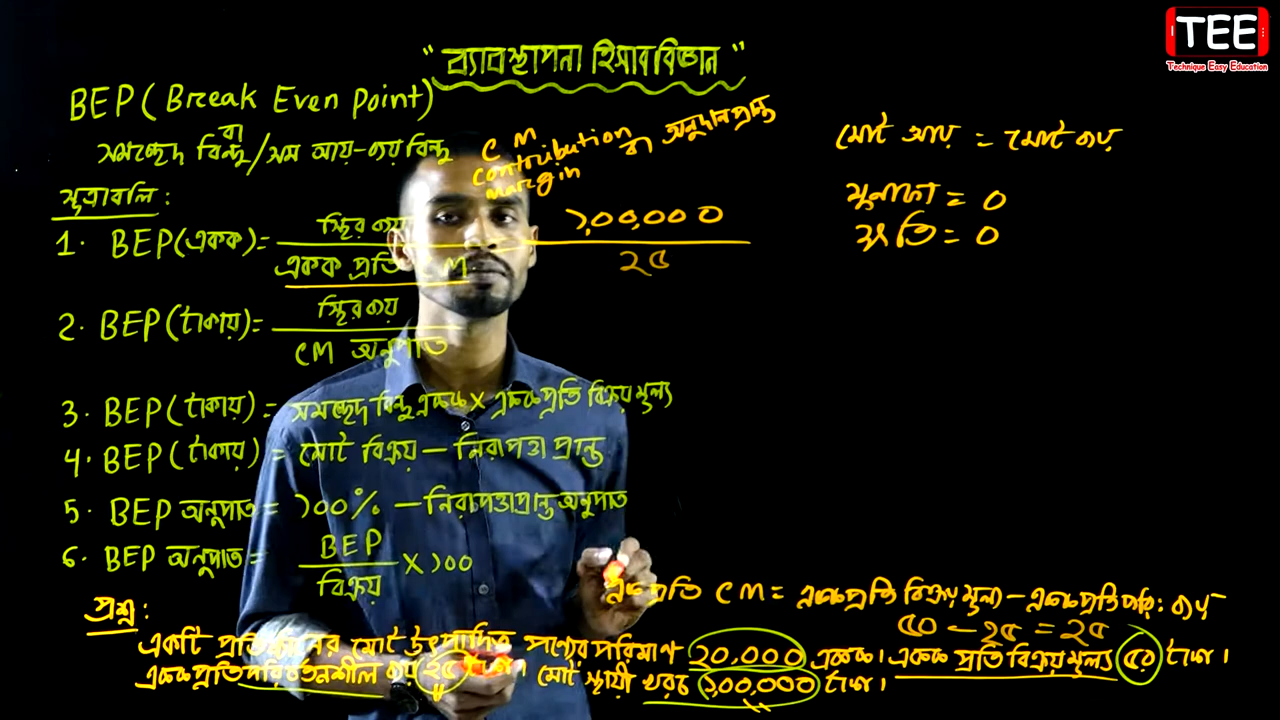 TEE
Technique Easy Education
" ব্যাবস্থাপনা হিসাববিজ্ঞান "
BEP (Break Even Point)
বা
সমচ্ছেদ বিন্দু/সম আয়-ব্যয় বিন্দু
CM
contribution বা অনুদান প্রান্ত
margin
মোট আয় = মোট ব্যয়
মুনাফা = 0
ক্ষতি = 0
সূত্রাবলি :
1. BEP (একক) = স্থির ব্যয় / একক প্রতি CM = ১০০,০০০ / ২৫
2. BEP (টাকায়) = স্থির ব্যয় / CM অনুপাত
3. BEP (টাকায়) = সমচ্ছেদ বিন্দু একক × একক প্রতি বিক্রয় মূল্য
4. BEP (টাকায়) = মোট বিক্রয় – নিরাপত্তা প্রান্ত
5. BEP অনুপাত = ১০০% – নিরাপত্তা প্রান্ত অনুপাত
6. BEP অনুপাত = BEP / বিক্রয় × ১০০
একক প্রতি CM = একক প্রতি বিক্রয় মূল্য – একক প্রতি পরি: ব্যয়
৫০ – ২৫ = ২৫
প্রশ্ন :
একটি প্রতিষ্ঠানের মোট উৎপাদিত পণ্যের পরিমাণ ২০,০০০ একক। একক প্রতি বিক্রয় মূল্য ৫০ টাকা।
একক প্রতি পরিবর্তনশীল ব্যয় ২৫ টাকা। মোট স্থায়ী খরচ ১,০০,০০০ টাকা।